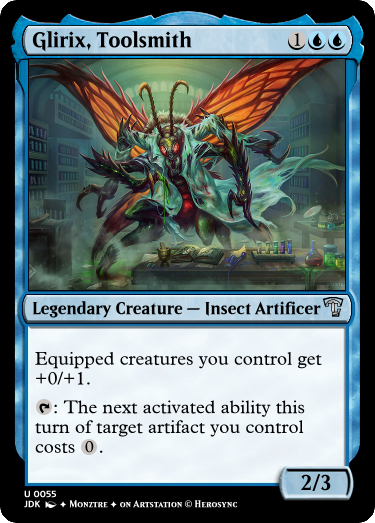 Glirix, Toolsmith 1
Legendary Creature — Insect Artificer
Equipped creatures you control get
+0/+1.
: The next activated ability this
turn of target artifact you control
costs 0.
2/3
U 0055
JDK ✦ Monztre ✦ on Artstation © Herosync